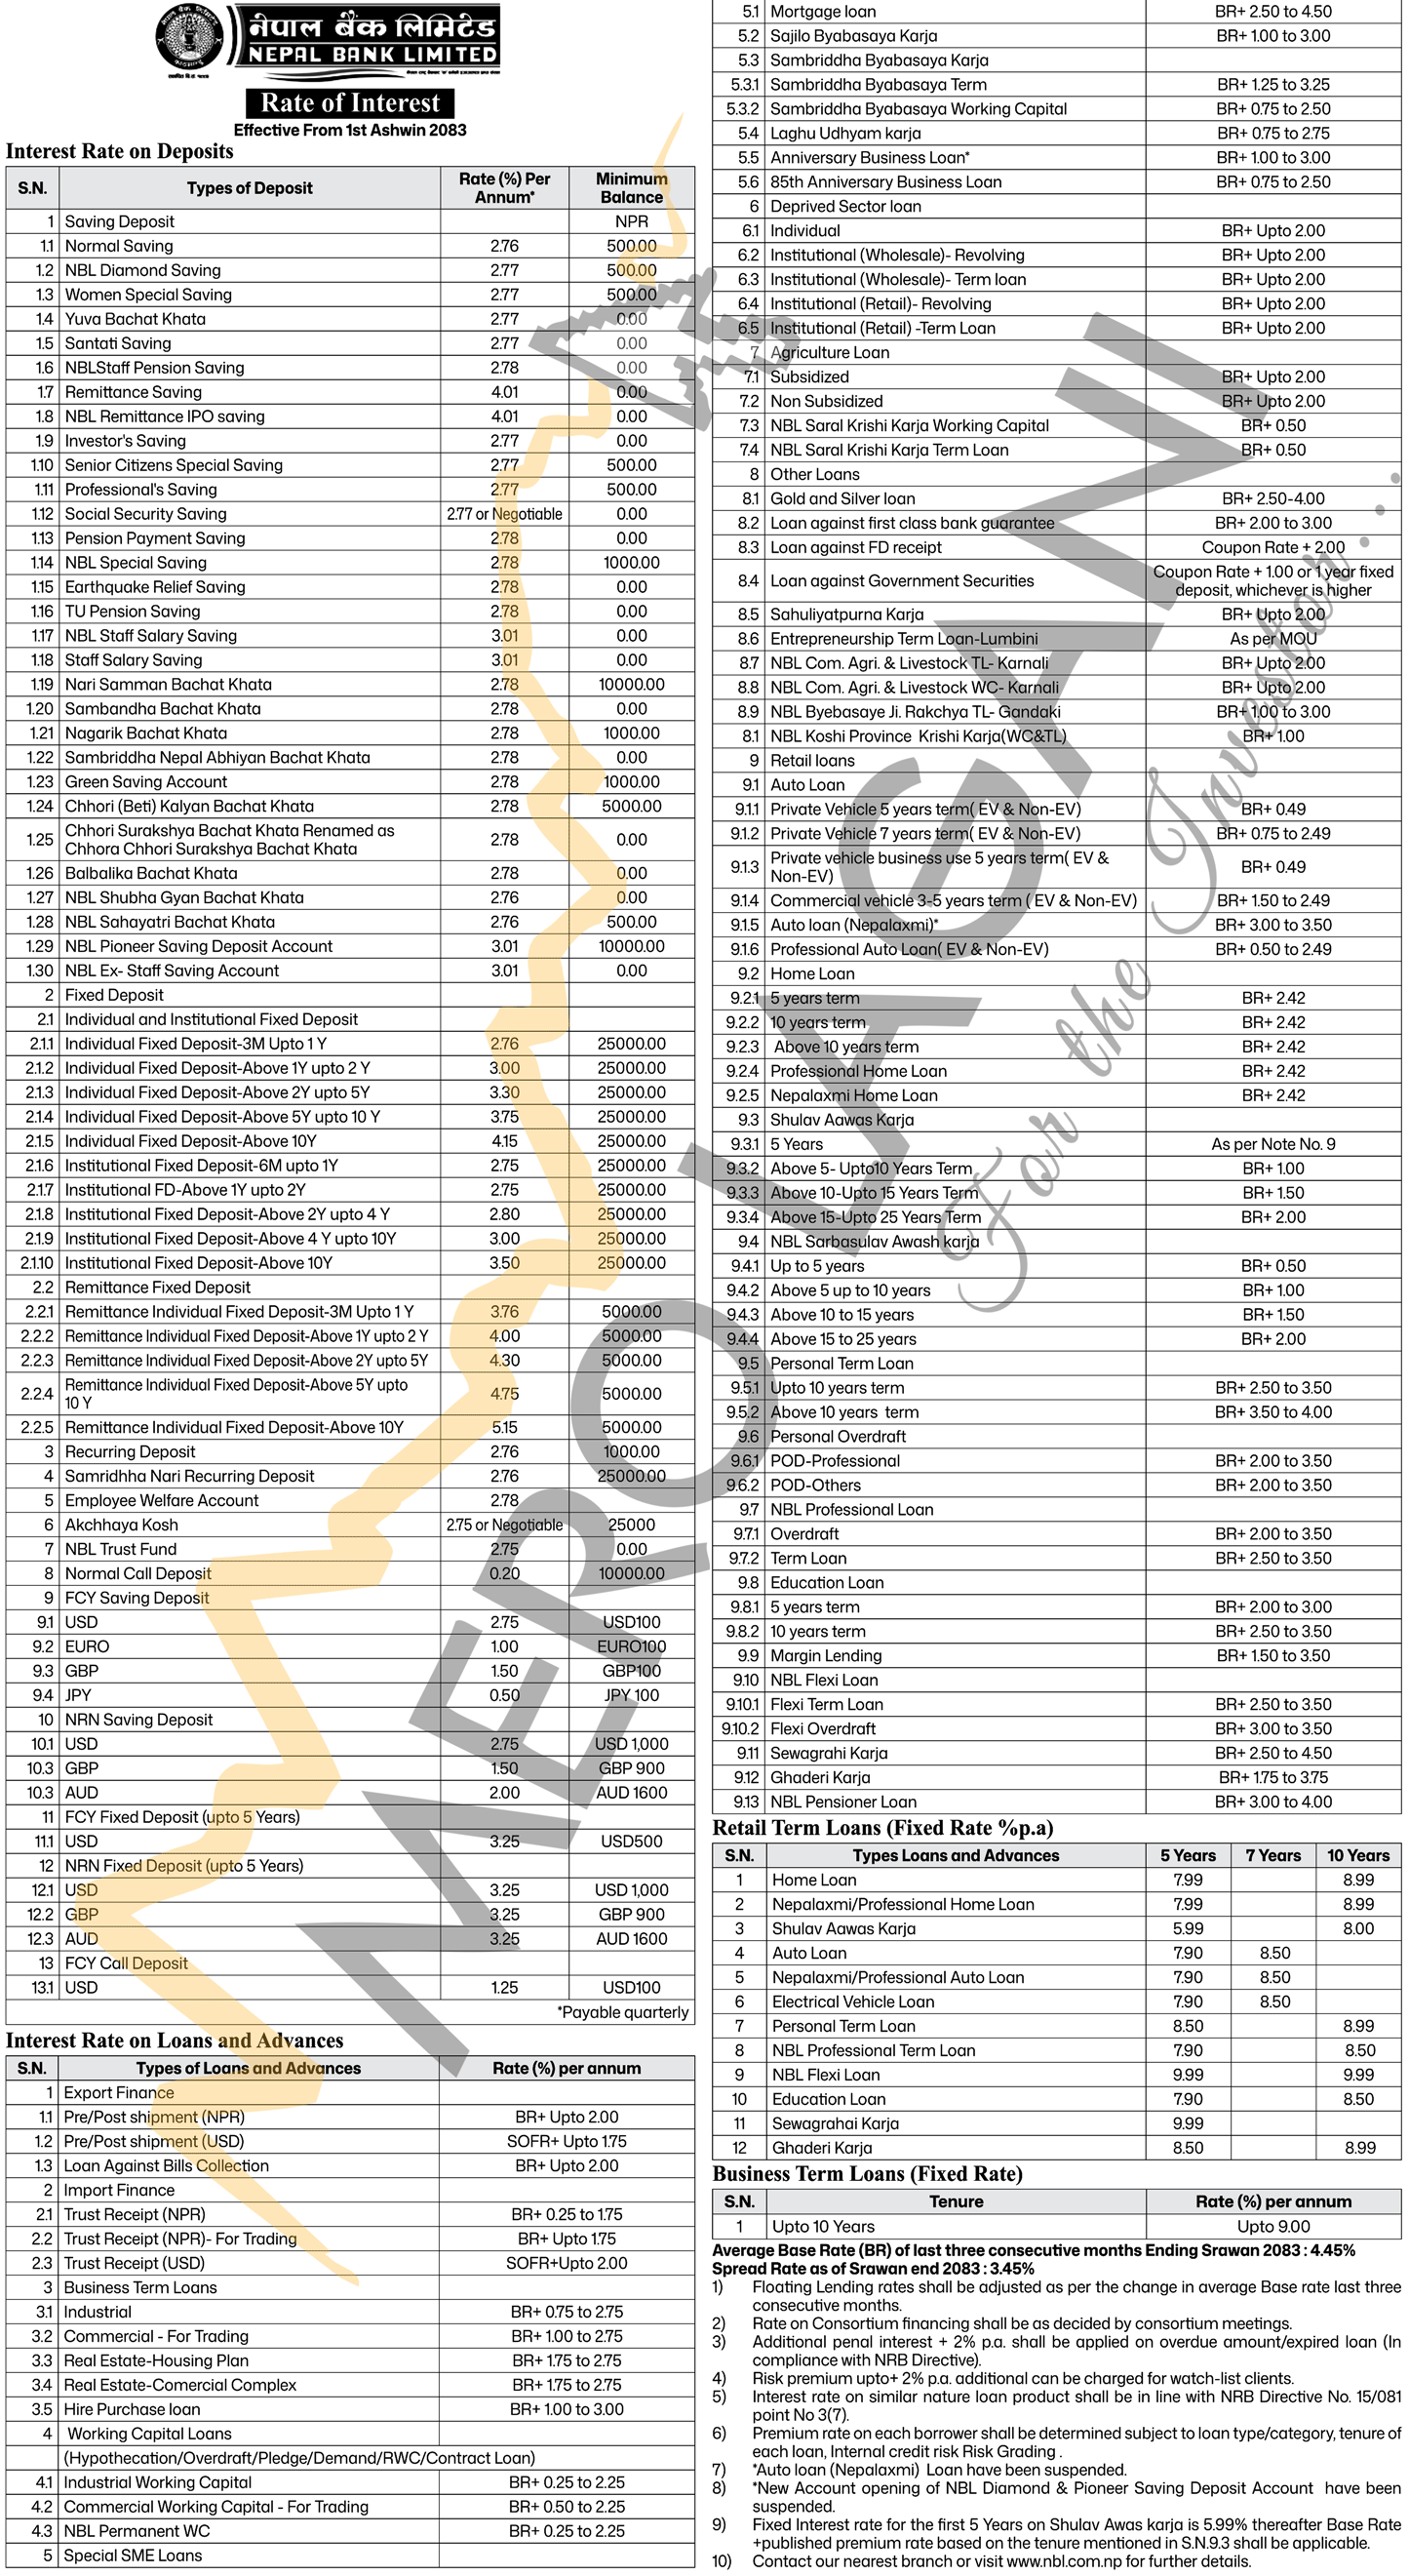 नेपाल बैंक लिमिटेड
NEPAL BANK LIMITED
Rate of Interest
Effective From 1st Ashwin 2083
Interest Rate on Deposits
S.N. Types of Deposit Rate (%) Per Annum* Minimum Balance
1 Saving Deposit NPR
1.1 Normal Saving 2.76 500.00
1.2 NBL Diamond Saving 2.77 500.00
1.3 Women Special Saving 2.77 500.00
1.4 Yuva Bachat Khata 2.77 0.00
1.5 Santati Saving 2.77 0.00
1.6 NBLStaff Pension Saving 2.78 0.00
1.7 Remittance Saving 4.01 0.00
1.8 NBL Remittance IPO saving 4.01 0.00
1.9 Investor's Saving 2.77 0.00
1.10 Senior Citizens Special Saving 2.77 500.00
1.11 Professional's Saving 2.77 500.00
1.12 Social Security Saving 2.77 or Negotiable 0.00
1.13 Pension Payment Saving 2.78 0.00
1.14 NBL Special Saving 2.78 1000.00
1.15 Earthquake Relief Saving 2.78 0.00
1.16 TU Pension Saving 2.78 0.00
1.17 NBL Staff Salary Saving 3.01 0.00
1.18 Staff Salary Saving 3.01 0.00
1.19 Nari Samman Bachat Khata 2.78 10000.00
1.20 Sambandha Bachat Khata 2.78 0.00
1.21 Nagarik Bachat Khata 2.78 1000.00
1.22 Sambriddha Nepal Abhiyan Bachat Khata 2.78 0.00
1.23 Green Saving Account 2.78 1000.00
1.24 Chhori (Beti) Kalyan Bachat Khata 2.78 5000.00
1.25 Chhori Surakshya Bachat Khata Renamed as Chhora Chhori Surakshya Bachat Khata 2.78 0.00
1.26 Balbalika Bachat Khata 2.78 0.00
1.27 NBL Shubha Gyan Bachat Khata 2.76 0.00
1.28 NBL Sahayatri Bachat Khata 2.76 500.00
1.29 NBL Pioneer Saving Deposit Account 3.01 10000.00
1.30 NBL Ex- Staff Saving Account 3.01 0.00
2 Fixed Deposit
2.1 Individual and Institutional Fixed Deposit
2.1.1 Individual Fixed Deposit-3M Upto 1 Y 2.76 25000.00
2.1.2 Individual Fixed Deposit-Above 1Y upto 2 Y 3.00 25000.00
2.1.3 Individual Fixed Deposit-Above 2Y upto 5Y 3.30 25000.00
2.1.4 Individual Fixed Deposit-Above 5Y upto 10 Y 3.75 25000.00
2.1.5 Individual Fixed Deposit-Above 10Y 4.15 25000.00
2.1.6 Institutional Fixed Deposit-6M upto 1Y 2.75 25000.00
2.1.7 Institutional FD-Above 1Y upto 2Y 2.75 25000.00
2.1.8 Institutional Fixed Deposit-Above 2Y upto 4 Y 2.80 25000.00
2.1.9 Institutional Fixed Deposit-Above 4 Y upto 10Y 3.00 25000.00
2.1.10 Institutional Fixed Deposit-Above 10Y 3.50 25000.00
2.2 Remittance Fixed Deposit
2.2.1 Remittance Individual Fixed Deposit-3M Upto 1 Y 3.76 5000.00
2.2.2 Remittance Individual Fixed Deposit-Above 1Y upto 2 Y 4.00 5000.00
2.2.3 Remittance Individual Fixed Deposit-Above 2Y upto 5Y 4.30 5000.00
2.2.4 Remittance Individual Fixed Deposit-Above 5Y upto 10 Y 4.75 5000.00
2.2.5 Remittance Individual Fixed Deposit-Above 10Y 5.15 5000.00
3 Recurring Deposit 2.76 1000.00
4 Samridhha Nari Recurring Deposit 2.76 25000.00
5 Employee Welfare Account 2.78
6 Akchhaya Kosh 2.75 or Negotiable 25000
7 NBL Trust Fund 2.75 0.00
8 Normal Call Deposit 0.20 10000.00
9 FCY Saving Deposit
9.1 USD 2.75 USD100
9.2 EURO 1.00 EURO100
9.3 GBP 1.50 GBP100
9.4 JPY 0.50 JPY 100
10 NRN Saving Deposit
10.1 USD 2.75 USD 1,000
10.3 GBP 1.50 GBP 900
10.3 AUD 2.00 AUD 1600
11 FCY Fixed Deposit (upto 5 Years)
11.1 USD 3.25 USD500
12 NRN Fixed Deposit (upto 5 Years)
12.1 USD 3.25 USD 1,000
12.2 GBP 3.25 GBP 900
12.3 AUD 3.25 AUD 1600
13 FCY Call Deposit
13.1 USD 1.25 USD100
*Payable quarterly
Interest Rate on Loans and Advances
S.N. Types of Loans and Advances Rate (%) per annum
1 Export Finance
1.1 Pre/Post shipment (NPR) BR+ Upto 2.00
1.2 Pre/Post shipment (USD) SOFR+ Upto 1.75
1.3 Loan Against Bills Collection BR+ Upto 2.00
2 Import Finance
2.1 Trust Receipt (NPR) BR+ 0.25 to 1.75
2.2 Trust Receipt (NPR)- For Trading BR+ Upto 1.75
2.3 Trust Receipt (USD) SOFR+Upto 2.00
3 Business Term Loans
3.1 Industrial BR+ 0.75 to 2.75
3.2 Commercial - For Trading BR+ 1.00 to 2.75
3.3 Real Estate-Housing Plan BR+ 1.75 to 2.75
3.4 Real Estate-Comercial Complex BR+ 1.75 to 2.75
3.5 Hire Purchase loan BR+ 1.00 to 3.00
4 Working Capital Loans
(Hypothecation/Overdraft/Pledge/Demand/RWC/Contract Loan)
4.1 Industrial Working Capital BR+ 0.25 to 2.25
4.2 Commercial Working Capital - For Trading BR+ 0.50 to 2.25
4.3 NBL Permanent WC BR+ 0.25 to 2.25
5 Special SME Loans
5.1 Mortgage loan BR+ 2.50 to 4.50
5.2 Sajilo Byabasaya Karja BR+ 1.00 to 3.00
5.3 Sambriddha Byabasaya Karja
5.3.1 Sambriddha Byabasaya Term BR+ 1.25 to 3.25
5.3.2 Sambriddha Byabasaya Working Capital BR+ 0.75 to 2.50
5.4 Laghu Udhyam karja BR+ 0.75 to 2.75
5.5 Anniversary Business Loan* BR+ 1.00 to 3.00
5.6 85th Anniversary Business Loan BR+ 0.75 to 2.50
6 Deprived Sector loan
6.1 Individual BR+ Upto 2.00
6.2 Institutional (Wholesale)- Revolving BR+ Upto 2.00
6.3 Institutional (Wholesale)- Term loan BR+ Upto 2.00
6.4 Institutional (Retail)- Revolving BR+ Upto 2.00
6.5 Institutional (Retail) -Term Loan BR+ Upto 2.00
7 Agriculture Loan
7.1 Subsidized BR+ Upto 2.00
7.2 Non Subsidized BR+ Upto 2.00
7.3 NBL Saral Krishi Karja Working Capital BR+ 0.50
7.4 NBL Saral Krishi Karja Term Loan BR+ 0.50
8 Other Loans
8.1 Gold and Silver loan BR+ 2.50-4.00
8.2 Loan against first class bank guarantee BR+ 2.00 to 3.00
8.3 Loan against FD receipt Coupon Rate + 2.00
8.4 Loan against Government Securities Coupon Rate + 1.00 or 1 year fixed deposit, whichever is higher
8.5 Sahuliyatpurna Karja BR+ Upto 2.00
8.6 Entrepreneurship Term Loan-Lumbini As per MOU
8.7 NBL Com. Agri. & Livestock TL- Karnali BR+ Upto 2.00
8.8 NBL Com. Agri. & Livestock WC- Karnali BR+ Upto 2.00
8.9 NBL Byebasaye Ji. Rakchya TL- Gandaki BR+ 1.00 to 3.00
8.1 NBL Koshi Province Krishi Karja(WC&TL) BR+ 1.00
9 Retail loans
9.1 Auto Loan
9.1.1 Private Vehicle 5 years term( EV & Non-EV) BR+ 0.49
9.1.2 Private Vehicle 7 years term( EV & Non-EV) BR+ 0.75 to 2.49
9.1.3 Private vehicle business use 5 years term( EV & Non-EV) BR+ 0.49
9.1.4 Commercial vehicle 3-5 years term ( EV & Non-EV) BR+ 1.50 to 2.49
9.1.5 Auto loan (Nepalaxmi)* BR+ 3.00 to 3.50
9.1.6 Professional Auto Loan( EV & Non-EV) BR+ 0.50 to 2.49
9.2 Home Loan
9.2.1 5 years term BR+ 2.42
9.2.2 10 years term BR+ 2.42
9.2.3 Above 10 years term BR+ 2.42
9.2.4 Professional Home Loan BR+ 2.42
9.2.5 Nepalaxmi Home Loan BR+ 2.42
9.3 Shulav Aawas Karja
9.3.1 5 Years As per Note No. 9
9.3.2 Above 5- Upto10 Years Term BR+ 1.00
9.3.3 Above 10-Upto 15 Years Term BR+ 1.50
9.3.4 Above 15-Upto 25 Years Term BR+ 2.00
9.4 NBL Sarbasulav Awash karja
9.4.1 Up to 5 years BR+ 0.50
9.4.2 Above 5 up to 10 years BR+ 1.00
9.4.3 Above 10 to 15 years BR+ 1.50
9.4.4 Above 15 to 25 years BR+ 2.00
9.5 Personal Term Loan
9.5.1 Upto 10 years term BR+ 2.50 to 3.50
9.5.2 Above 10 years term BR+ 3.50 to 4.00
9.6 Personal Overdraft
9.6.1 POD-Professional BR+ 2.00 to 3.50
9.6.2 POD-Others BR+ 2.00 to 3.50
9.7 NBL Professional Loan
9.7.1 Overdraft BR+ 2.00 to 3.50
9.7.2 Term Loan BR+ 2.50 to 3.50
9.8 Education Loan
9.8.1 5 years term BR+ 2.00 to 3.00
9.8.2 10 years term BR+ 2.50 to 3.50
9.9 Margin Lending BR+ 1.50 to 3.50
9.10 NBL Flexi Loan
9.10.1 Flexi Term Loan BR+ 2.50 to 3.50
9.10.2 Flexi Overdraft BR+ 3.00 to 3.50
9.11 Sewagrahi Karja BR+ 2.50 to 4.50
9.12 Ghaderi Karja BR+ 1.75 to 3.75
9.13 NBL Pensioner Loan BR+ 3.00 to 4.00
Retail Term Loans (Fixed Rate %p.a)
S.N. Types Loans and Advances 5 Years 7 Years 10 Years
1 Home Loan 7.99 8.99
2 Nepalaxmi/Professional Home Loan 7.99 8.99
3 Shulav Aawas Karja 5.99 8.00
4 Auto Loan 7.90 8.50
5 Nepalaxmi/Professional Auto Loan 7.90 8.50
6 Electrical Vehicle Loan 7.90 8.50
7 Personal Term Loan 8.50 8.99
8 NBL Professional Term Loan 7.90 8.50
9 NBL Flexi Loan 9.99 9.99
10 Education Loan 7.90 8.50
11 Sewagrahai Karja 9.99
12 Ghaderi Karja 8.50 8.99
Business Term Loans (Fixed Rate)
S.N. Tenure Rate (%) per annum
1 Upto 10 Years Upto 9.00
Average Base Rate (BR) of last three consecutive months Ending Srawan 2083 : 4.45%
Spread Rate as of Srawan end 2083 : 3.45%
1) Floating Lending rates shall be adjusted as per the change in average Base rate last three
consecutive months.
2) Rate on Consortium financing shall be as decided by consortium meetings.
3) Additional penal interest + 2% p.a. shall be applied on overdue amount/expired loan (In
compliance with NRB Directive).
4) Risk premium upto+ 2% p.a. additional can be charged for watch-list clients.
5) Interest rate on similar nature loan product shall be in line with NRB Directive No. 15/081
point No 3(7).
6) Premium rate on each borrower shall be determined subject to loan type/category, tenure of
each loan, Internal credit risk Risk Grading .
7) *Auto loan (Nepalaxmi) Loan have been suspended.
8) *New Account opening of NBL Diamond & Pioneer Saving Deposit Account have been
suspended.
9) Fixed Interest rate for the first 5 Years on Shulav Awas karja is 5.99% thereafter Base Rate
+published premium rate based on the tenure mentioned in S.N.9.3 shall be applicable.
10) Contact our nearest branch or visit www.nbl.com.np for further details.
MERO LAGANI
For the Investor...